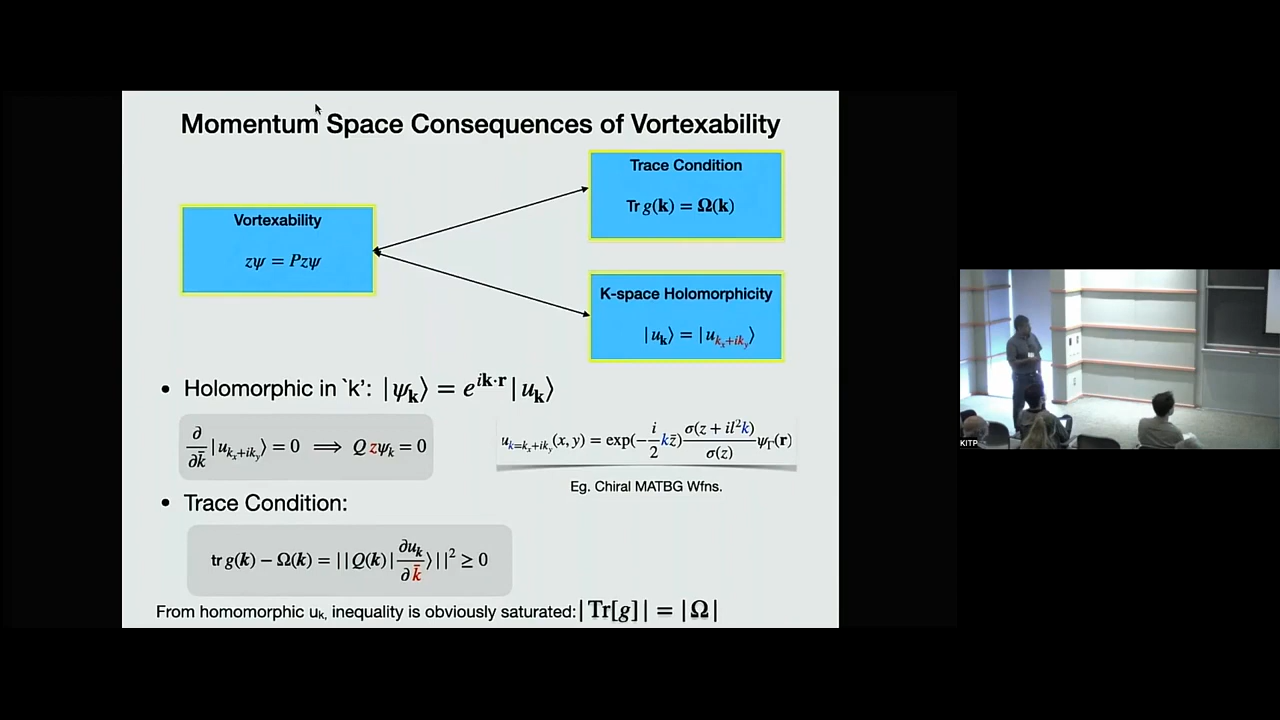 Momentum Space Consequences of Vortexability
Trace Condition
Tr g(k) = Ω(k)
Vortexability
zψ = Pzψ
K-space Holomorphicity
|u_k⟩ = |u_{k_x+ik_y}⟩
• Holomorphic in `k': |ψ_k⟩ = e^{ik·r}|u_k⟩
∂/∂k̄ |u_{k_x+ik_y}⟩ = 0 ⟹ Q zψ_k = 0
u_{k=k_x+ik_y}(x, y) = exp(−i/2 kz̄) σ(z + il²k)/σ(z) ψ_Γ(r)
Eg. Chiral MATBG Wfns.
• Trace Condition:
tr g(k) − Ω(k) = ||Q(k)|∂u_k/∂k̄⟩||² ≥ 0
From homomorphic u_k, inequality is obviously saturated: |Tr[g]| = |Ω|
KITP